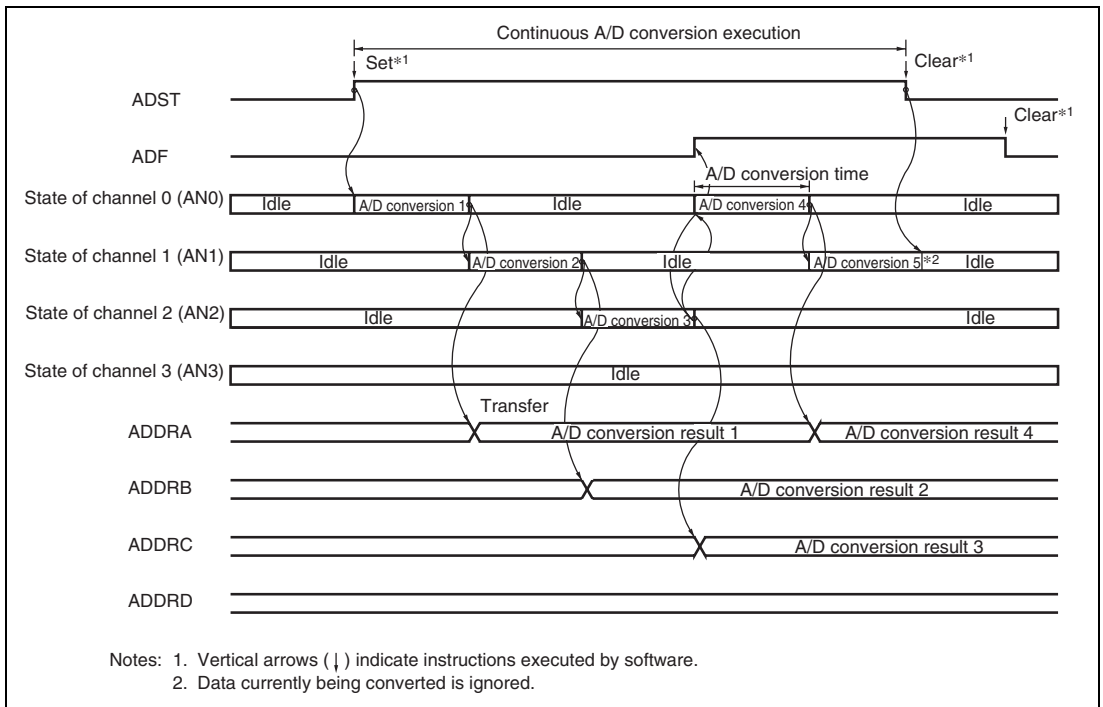 Continuous A/D conversion execution
Set*1
Clear*1
ADST
Clear*1
ADF
A/D conversion time
State of channel 0 (AN0)
Idle
A/D conversion 1
Idle
A/D conversion 4
Idle
State of channel 1 (AN1)
Idle
A/D conversion 2
Idle
A/D conversion 5
*2
Idle
State of channel 2 (AN2)
Idle
A/D conversion 3
Idle
State of channel 3 (AN3)
Idle
Transfer
ADDRA
A/D conversion result 1
A/D conversion result 4
ADDRB
A/D conversion result 2
ADDRC
A/D conversion result 3
ADDRD
Notes: 1. Vertical arrows (↓) indicate instructions executed by software.
2. Data currently being converted is ignored.